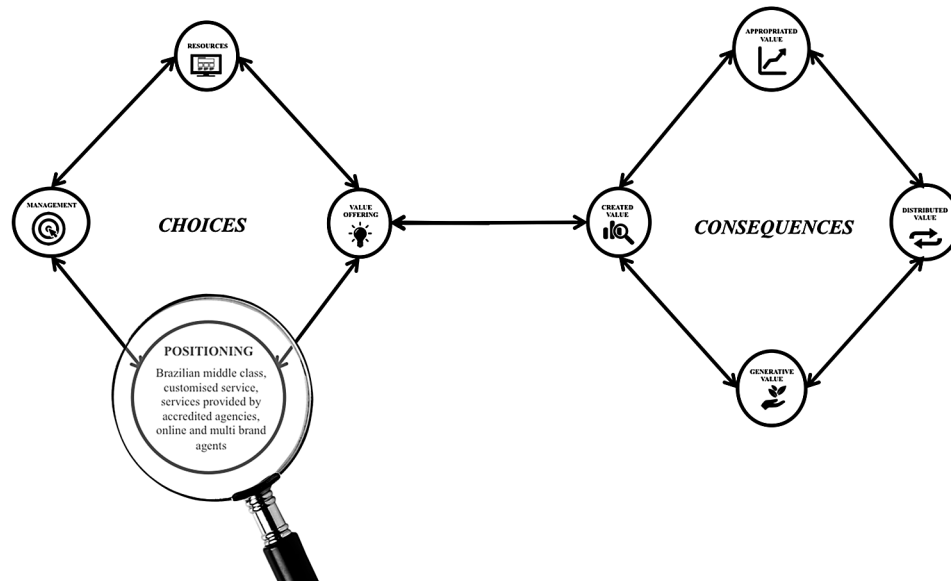 RESOURCES
MANAGEMENT
VALUE
OFFERING
CHOICES
POSITIONING
Brazilian middle class,
customised service,
services provided by
accredited agencies,
online and multi brand
agents
APPROPRIATED
VALUE
CREATED
VALUE
CONSEQUENCES
DISTRIBUTED
VALUE
GENERATIVE
VALUE